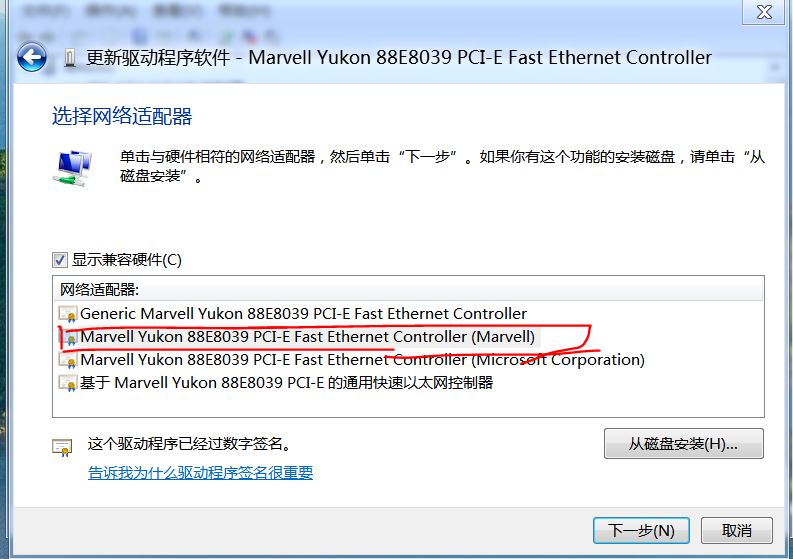 更新驱动程序软件 - Marvell Yukon 88E8039 PCI-E Fast Ethernet Controller
选择网络适配器
单击与硬件相符的网络适配器，然后单击“下一步”。如果你有这个功能的安装磁盘，请单击“从
磁盘安装”。
显示兼容硬件(C)
网络适配器:
Generic Marvell Yukon 88E8039 PCI-E Fast Ethernet Controller
Marvell Yukon 88E8039 PCI-E Fast Ethernet Controller (Marvell)
Marvell Yukon 88E8039 PCI-E Fast Ethernet Controller (Microsoft Corporation)
基于 Marvell Yukon 88E8039 PCI-E 的通用快速以太网控制器
这个驱动程序已经过数字签名。
从磁盘安装(H)...
告诉我为什么驱动程序签名很重要
下一步(N)
取消